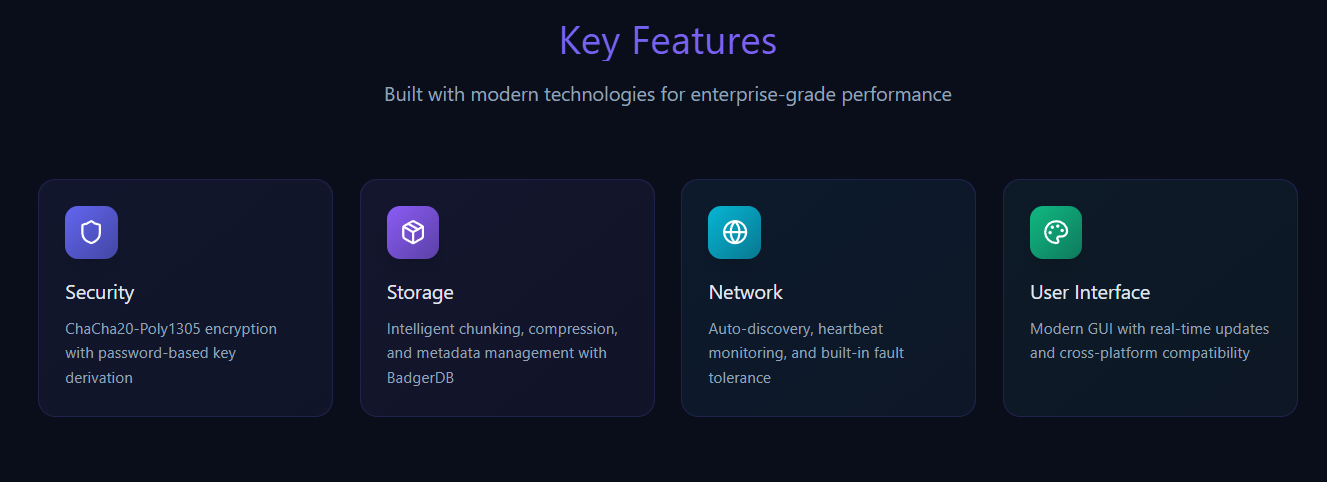 Key Features
Built with modern technologies for enterprise-grade performance
Security
ChaCha20-Poly1305 encryption
with password-based key
derivation
Storage
Intelligent chunking, compression,
and metadata management with
BadgerDB
Network
Auto-discovery, heartbeat
monitoring, and built-in fault
tolerance
User Interface
Modern GUI with real-time updates
and cross-platform compatibility